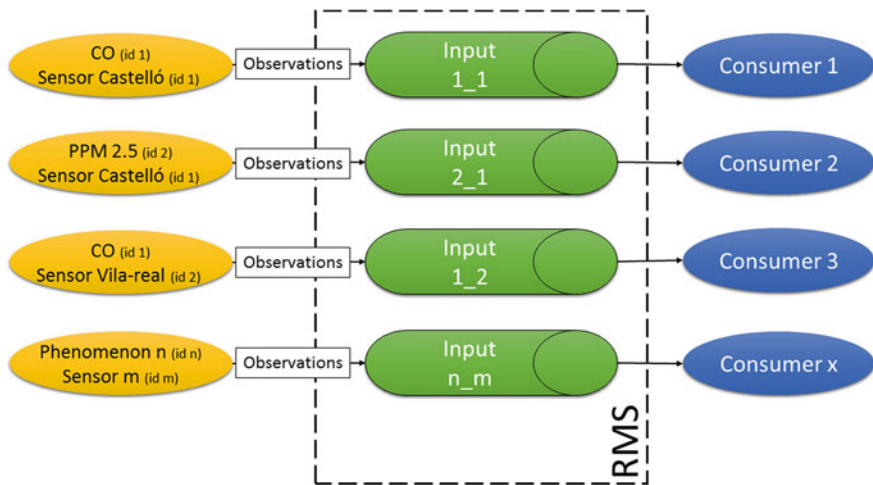 CO (id 1)
Sensor Castelló (id 1)
Observations
Input
1_1
Consumer 1
PPM 2.5 (id 2)
Sensor Castelló (id 1)
Observations
Input
2_1
Consumer 2
CO (id 1)
Sensor Vila-real (id 2)
Observations
Input
1_2
Consumer 3
Phenomenon n (id n)
Sensor m (id m)
Observations
Input
n_m
Consumer x
RMS